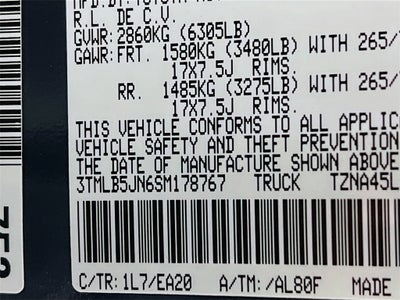 R.L. DE C.V.
GVWR: 2860KG (6305LB)
GAWR: FRT. 1580KG (3480LB) WITH 265/
17X7.5J RIMS.
RR. 1485KG (3275LB) WITH 265/
17X7.5J RIMS.
THIS VEHICLE CONFORMS TO ALL APPLIC
VEHICLE SAFETY AND THEFT PREVENTION
THE DATE OF MANUFACTURE SHOWN ABOVE
3TMLB5JN6SM178767 TRUCK TZNA45L
C/TR: 1L7/EA20 A/TM: /AL80F